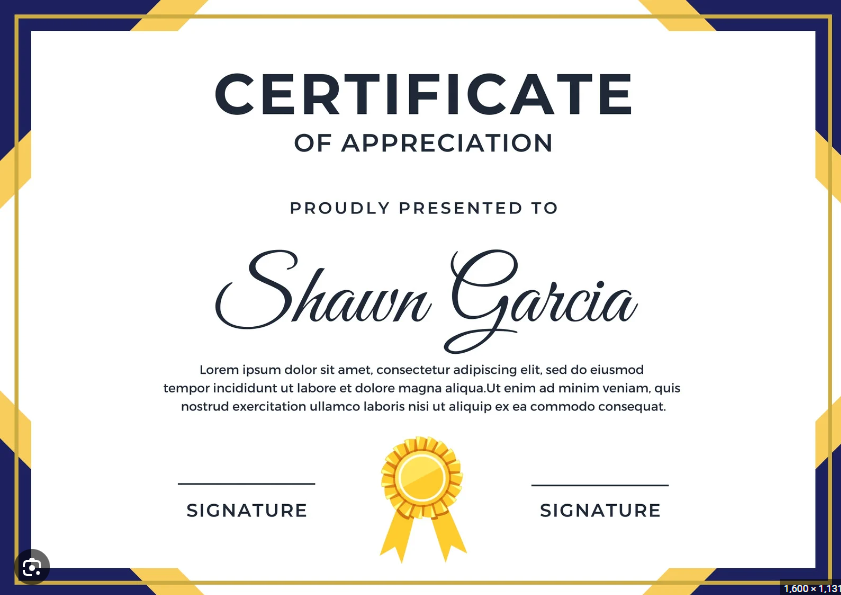 CERTIFICATE
OF APPRECIATION
PROUDLY PRESENTED TO
Shawn Garcia
Lorem ipsum dolor sit amet, consectetur adipiscing elit, sed do eiusmod
tempor incididunt ut labore et dolore magna aliqua.Ut enim ad minim veniam, quis
nostrud exercitation ullamco laboris nisi ut aliquip ex ea commodo consequat.
SIGNATURE
SIGNATURE
1,600 × 1,131